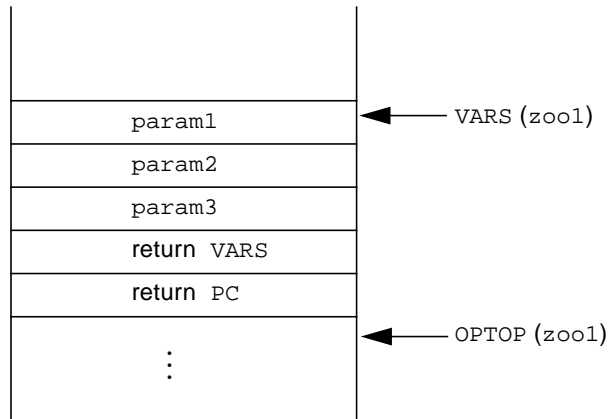 param1
VARS (zoo1)
param2
param3
return VARS
return PC
OPTOP (zoo1)
⋮